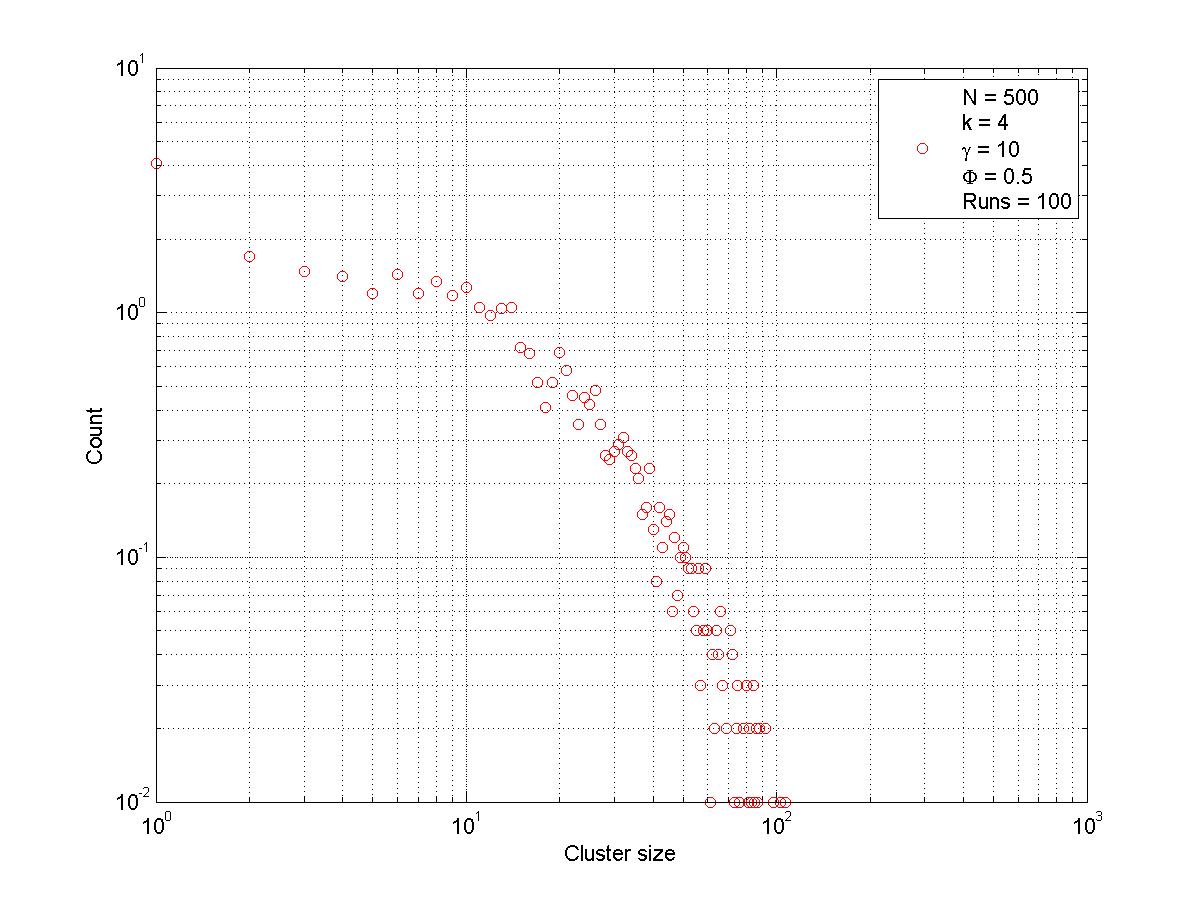 10^1
N = 500
k = 4
γ = 10
Φ = 0.5
Runs = 100
10^0
Count
10^-1
10^-2
10^0 10^1 10^2 10^3
Cluster size